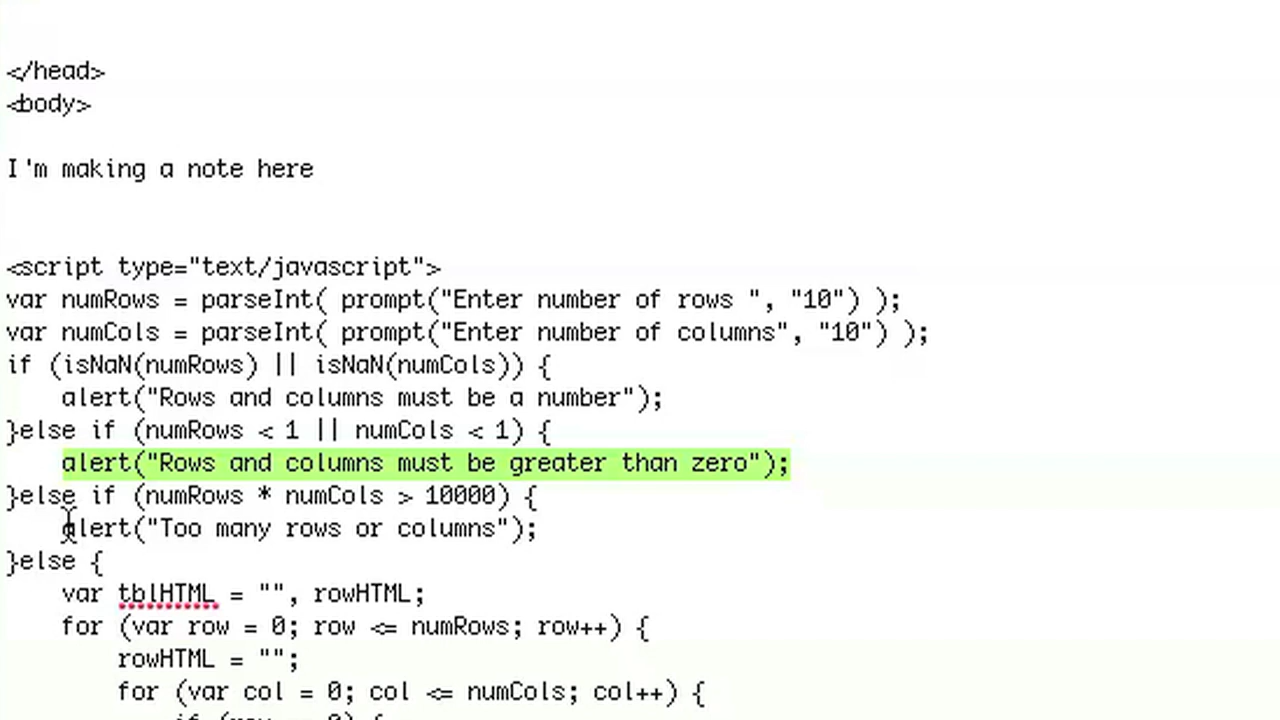 </head>
<body>
I'm making a note here
<script type="text/javascript">
var numRows = parseInt( prompt("Enter number of rows ", "10") );
var numCols = parseInt( prompt("Enter number of columns", "10") );
if (isNaN(numRows) || isNaN(numCols)) {
    alert("Rows and columns must be a number");
}else if (numRows < 1 || numCols < 1) {
    alert("Rows and columns must be greater than zero");
}else if (numRows * numCols > 10000) {
    alert("Too many rows or columns");
}else {
    var tblHTML = "", rowHTML;
    for (var row = 0; row <= numRows; row++) {
        rowHTML = "";
        for (var col = 0; col <= numCols; col++) {
            if (row == 0) {